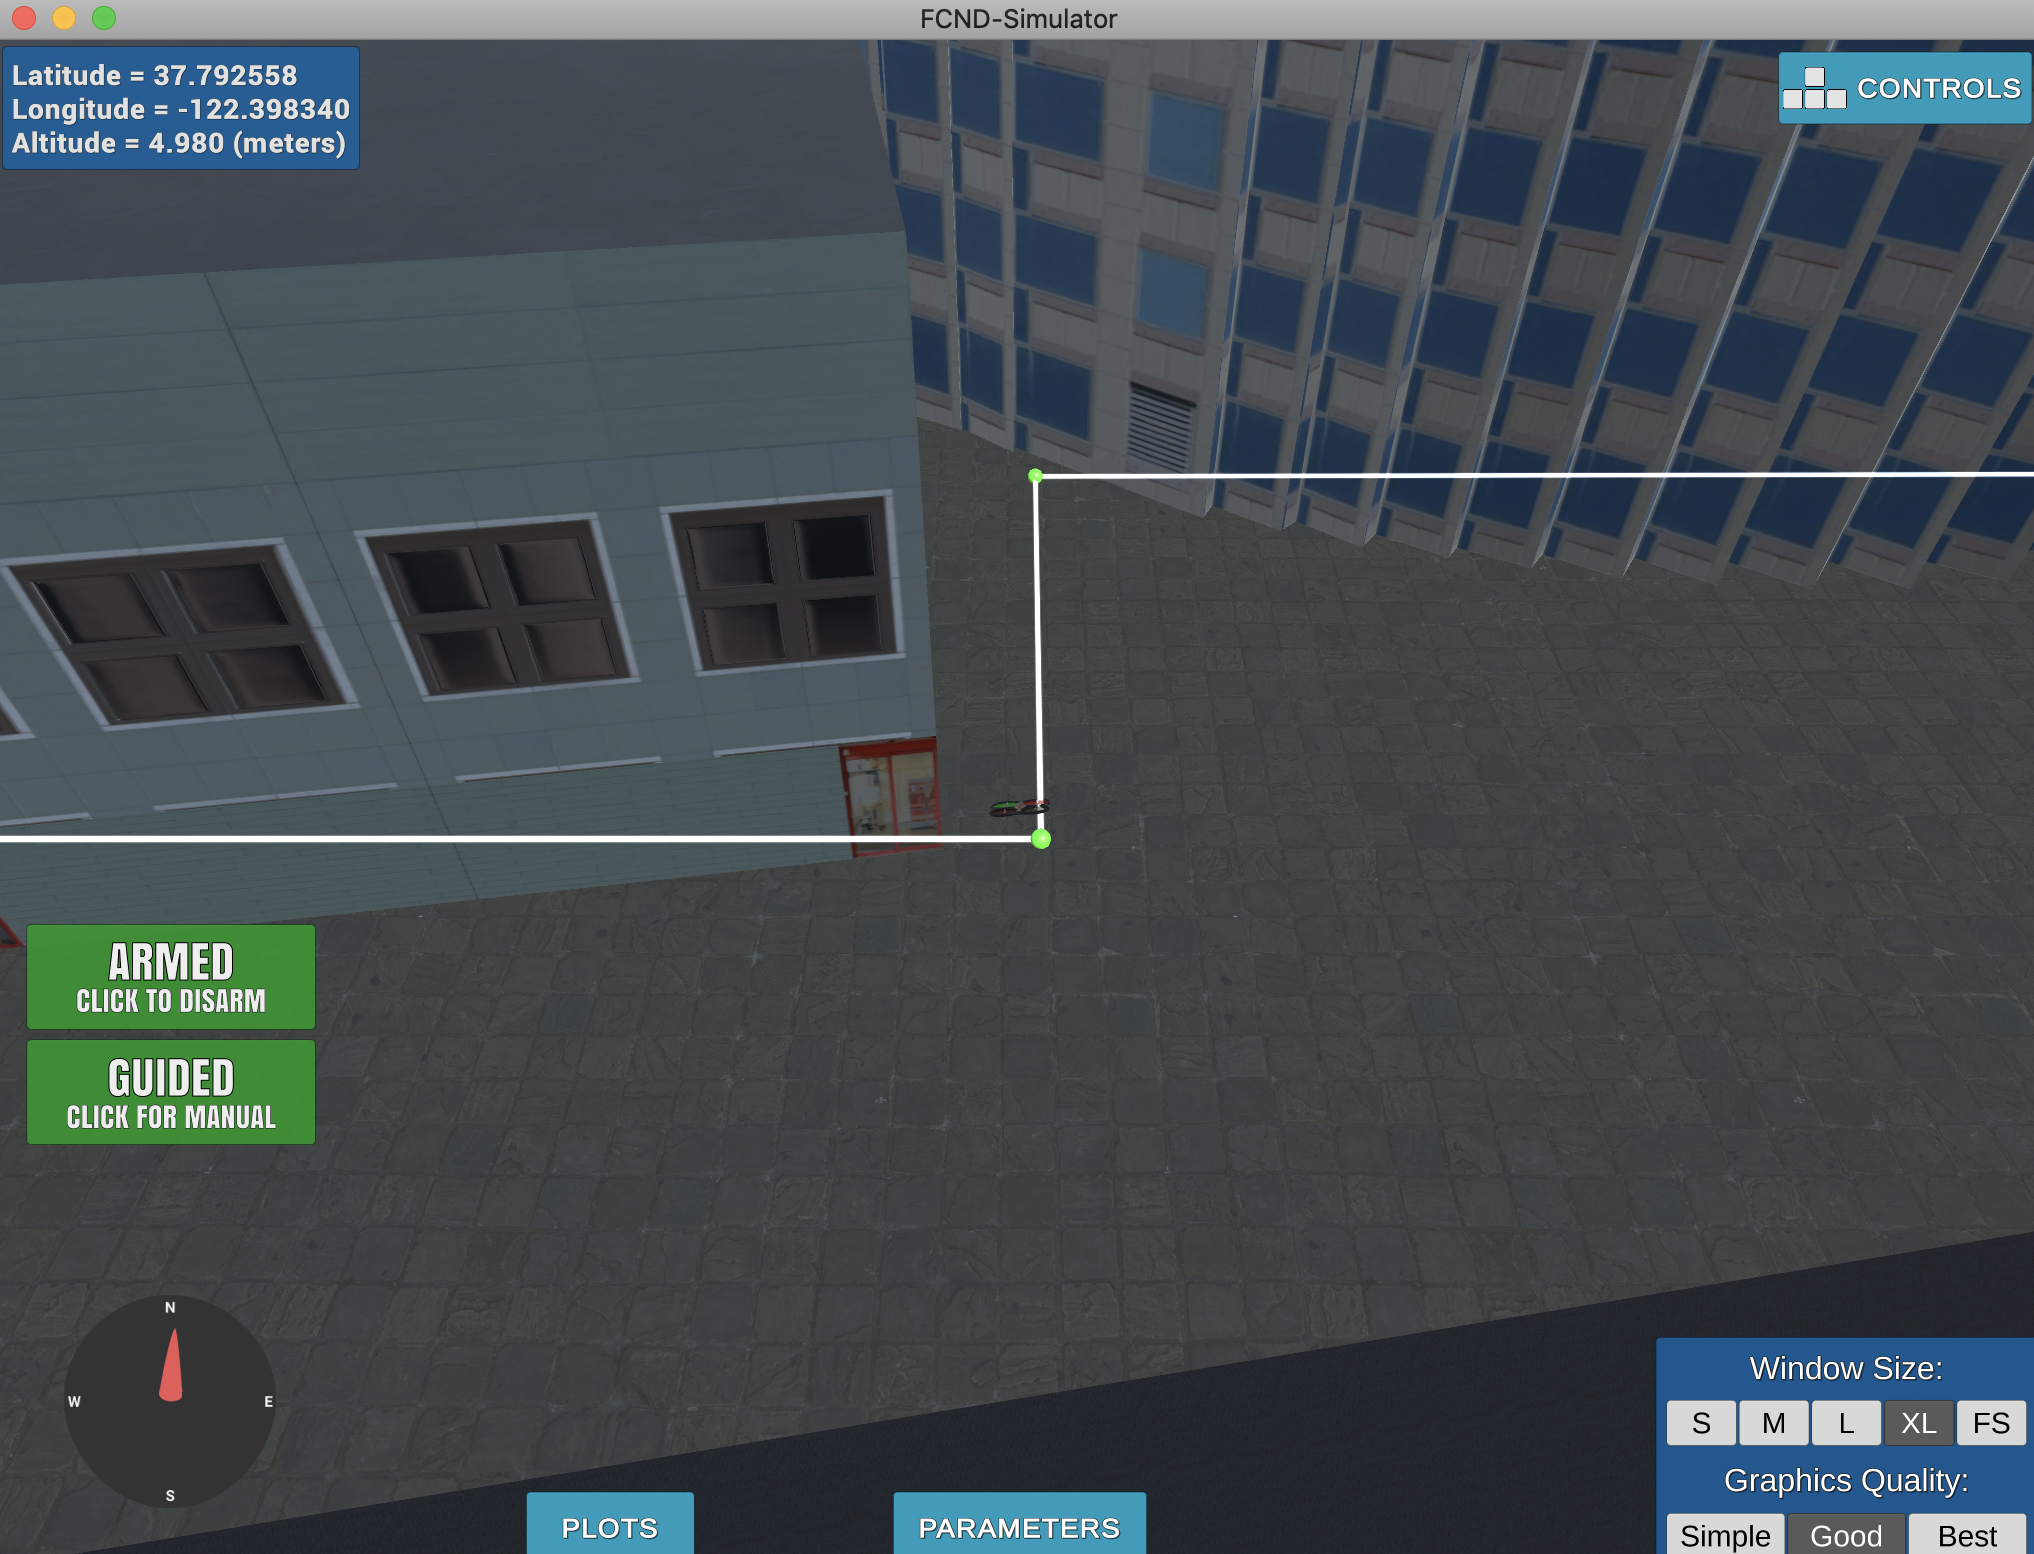 FCND-Simulator
Latitude = 37.792558
Longitude = -122.398340
Altitude = 4.980 (meters)
CONTROLS
ARMED
CLICK TO DISARM
GUIDED
CLICK FOR MANUAL
N
W E
S
PLOTS
PARAMETERS
Window Size:
S M L XL FS
Graphics Quality:
Simple Good Best